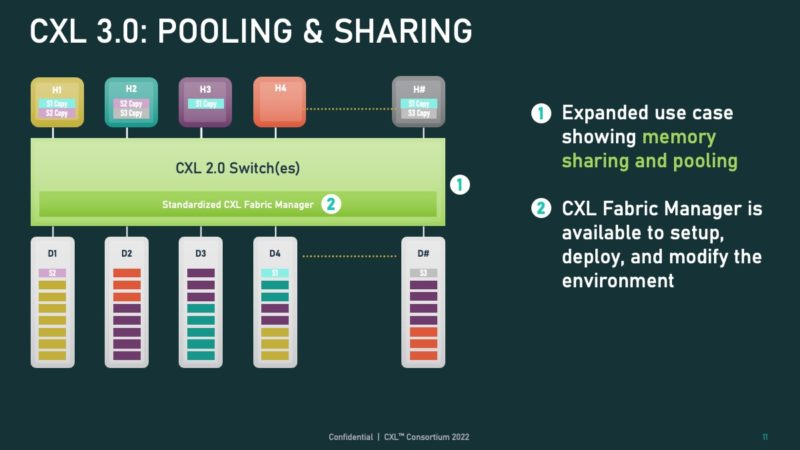 CXL 3.0: POOLING & SHARING
H1
S1 Copy
S3 Copy
H2
S2 Copy
S3 Copy
H3
S1 Copy
H4
H#
S1 Copy
S3 Copy
CXL 2.0 Switch(es)
Standardized CXL Fabric Manager 2
1
D1
S2
D2
D3
D4
S1
D#
S3
1 Expanded use case
showing memory
sharing and pooling
2 CXL Fabric Manager is
available to setup,
deploy, and modify the
environment
Confidential | CXL™ Consortium 2022
11